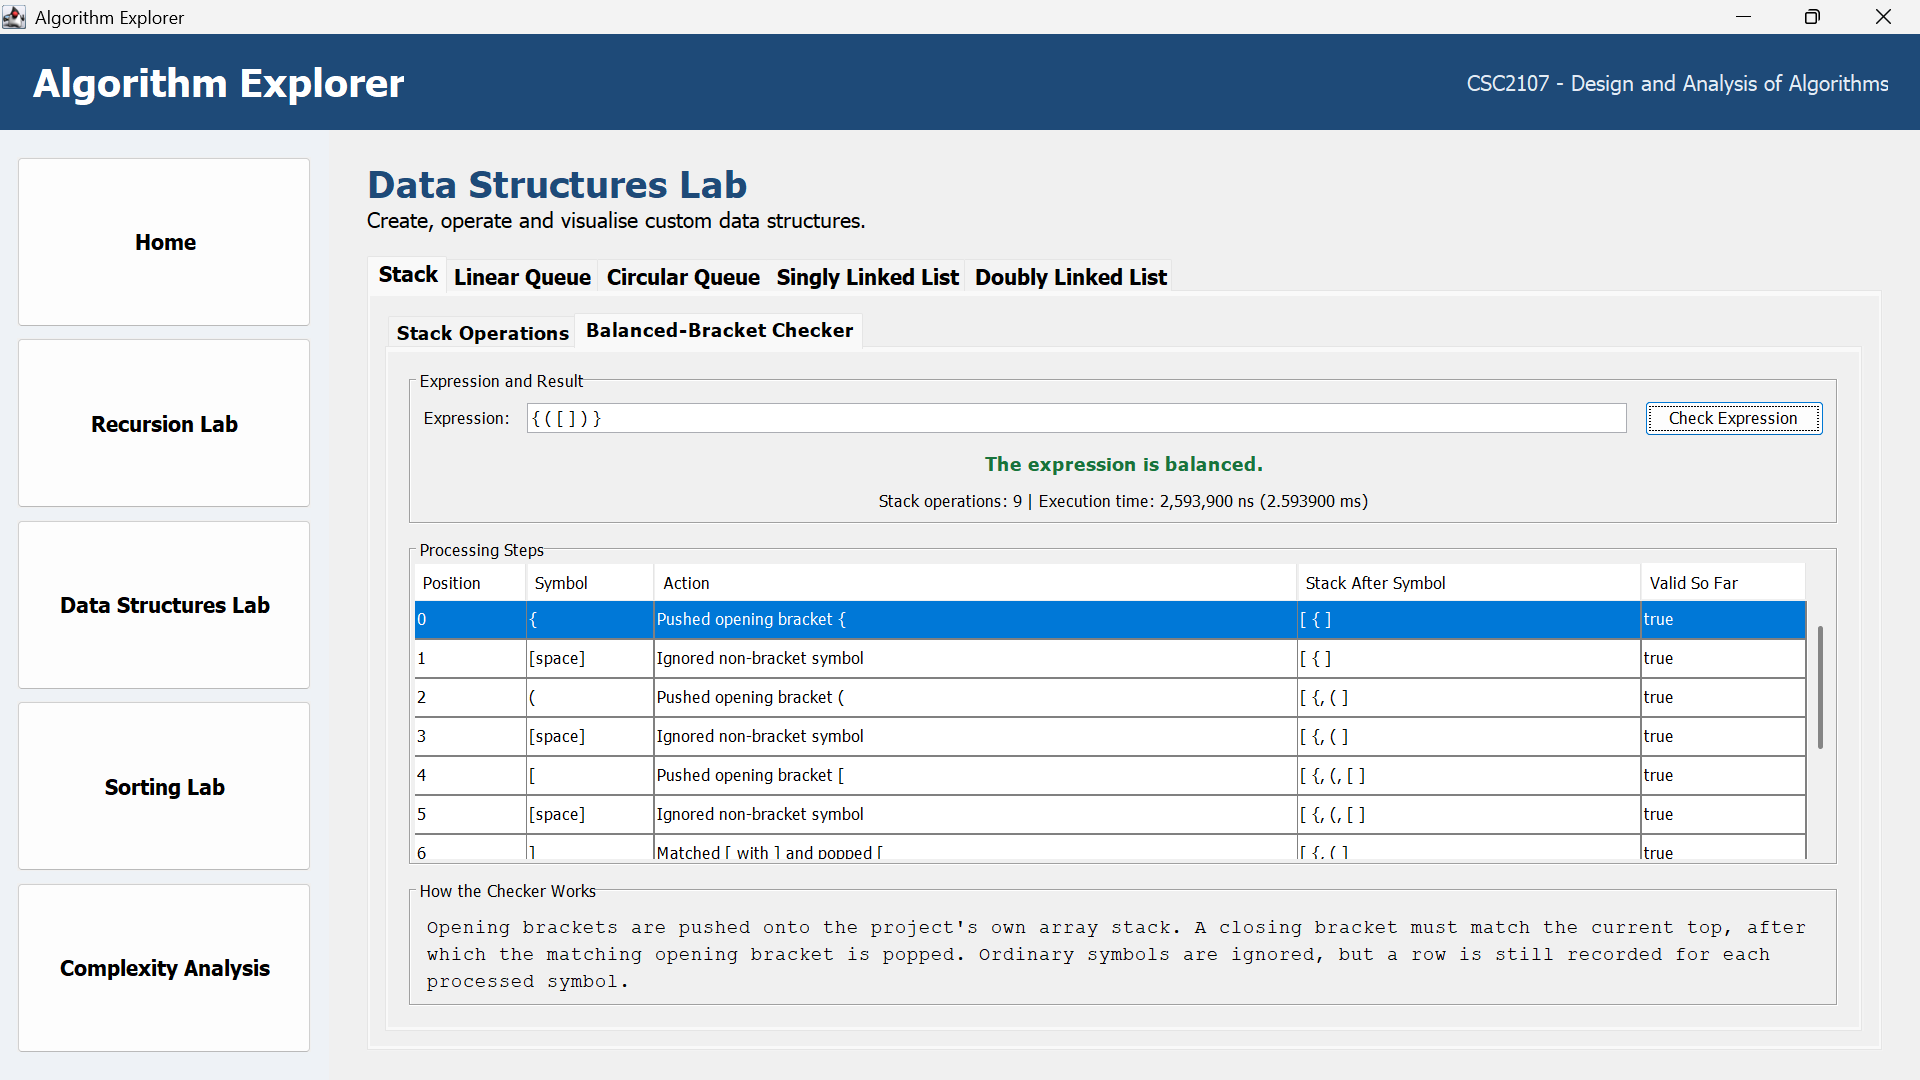 Algorithm Explorer
Algorithm Explorer
CSC2107 - Design and Analysis of Algorithms
Home
Recursion Lab
Data Structures Lab
Sorting Lab
Complexity Analysis
Data Structures Lab
Create, operate and visualise custom data structures.
Stack Linear Queue Circular Queue Singly Linked List Doubly Linked List
Stack Operations Balanced-Bracket Checker
Expression and Result
Expression: { ( [ ] ) } Check Expression
The expression is balanced.
Stack operations: 9 | Execution time: 2,593,900 ns (2.593900 ms)
Processing Steps
Position Symbol Action Stack After Symbol Valid So Far
0 { Pushed opening bracket { [ { ] true
1 [space] Ignored non-bracket symbol [ { ] true
2 ( Pushed opening bracket ( [ {, ( ] true
3 [space] Ignored non-bracket symbol [ {, ( ] true
4 [ Pushed opening bracket [ [ {, (, [ ] true
5 [space] Ignored non-bracket symbol [ {, (, [ ] true
6 ] Matched [ with ] and popped [ [ {, ( ] true
How the Checker Works
Opening brackets are pushed onto the project's own array stack. A closing bracket must match the current top, after
which the matching opening bracket is popped. Ordinary symbols are ignored, but a row is still recorded for each
processed symbol.